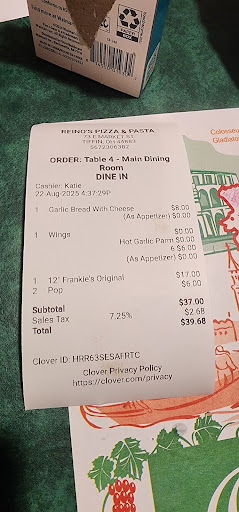 REINO'S PIZZA & PASTA
73 E MARKET ST
TIFFIN, OH 44883
5672306382
ORDER: Table 4 - Main Dining
Room
DINE IN
Cashier: Katie
22-Aug-2025 4:37:29P
1 Garlic Bread With Cheese $8.00
(As Appetizer) $0.00
1 Wings $0.00
Hot Garlic Parm $0.00
6 $6.00
(As Appetizer) $0.00
1 12" Frankie's Original $17.00
2 Pop $6.00
Subtotal $37.00
Sales Tax 7.25% $2.68
Total $39.68
Clover ID: HRR63SESAFRTC
Clover Privacy Policy
https://clover.com/privacy
Colosseu
Gladiato